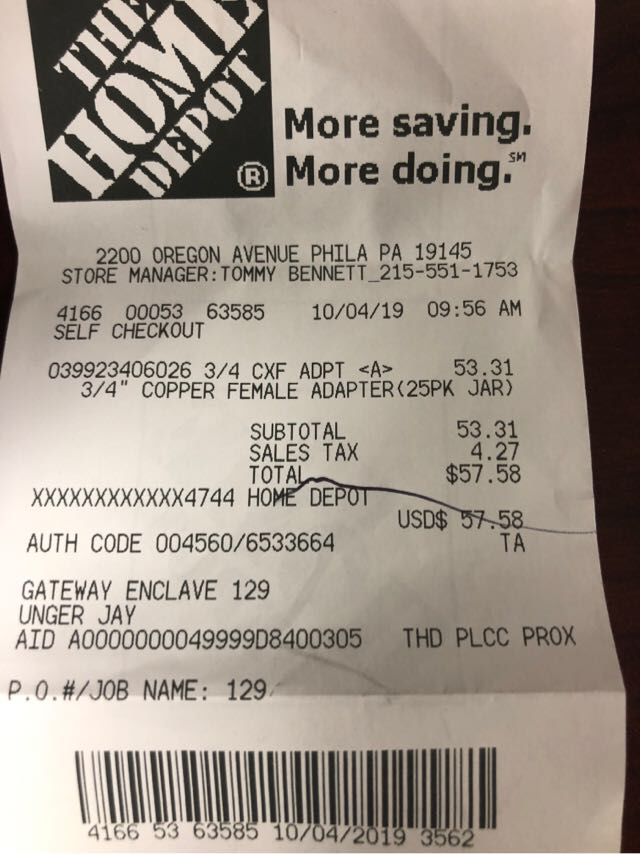 THE
HOME
DEPOT
®
More saving.
More doing.℠
2200 OREGON AVENUE PHILA PA 19145
STORE MANAGER:TOMMY BENNETT_215-551-1753
4166 00053 63585 10/04/19 09:56 AM
SELF CHECKOUT
039923406026 3/4 CXF ADPT <A> 53.31
3/4" COPPER FEMALE ADAPTER(25PK JAR)
SUBTOTAL 53.31
SALES TAX 4.27
TOTAL $57.58
XXXXXXXXXXXX4744 HOME DEPOT
USD$ 57.58
AUTH CODE 004560/6533664 TA
GATEWAY ENCLAVE 129
UNGER JAY
AID A0000000049999D8400305 THD PLCC PROX
P.O.#/JOB NAME: 129
4166 53 63585 10/04/2019 3562